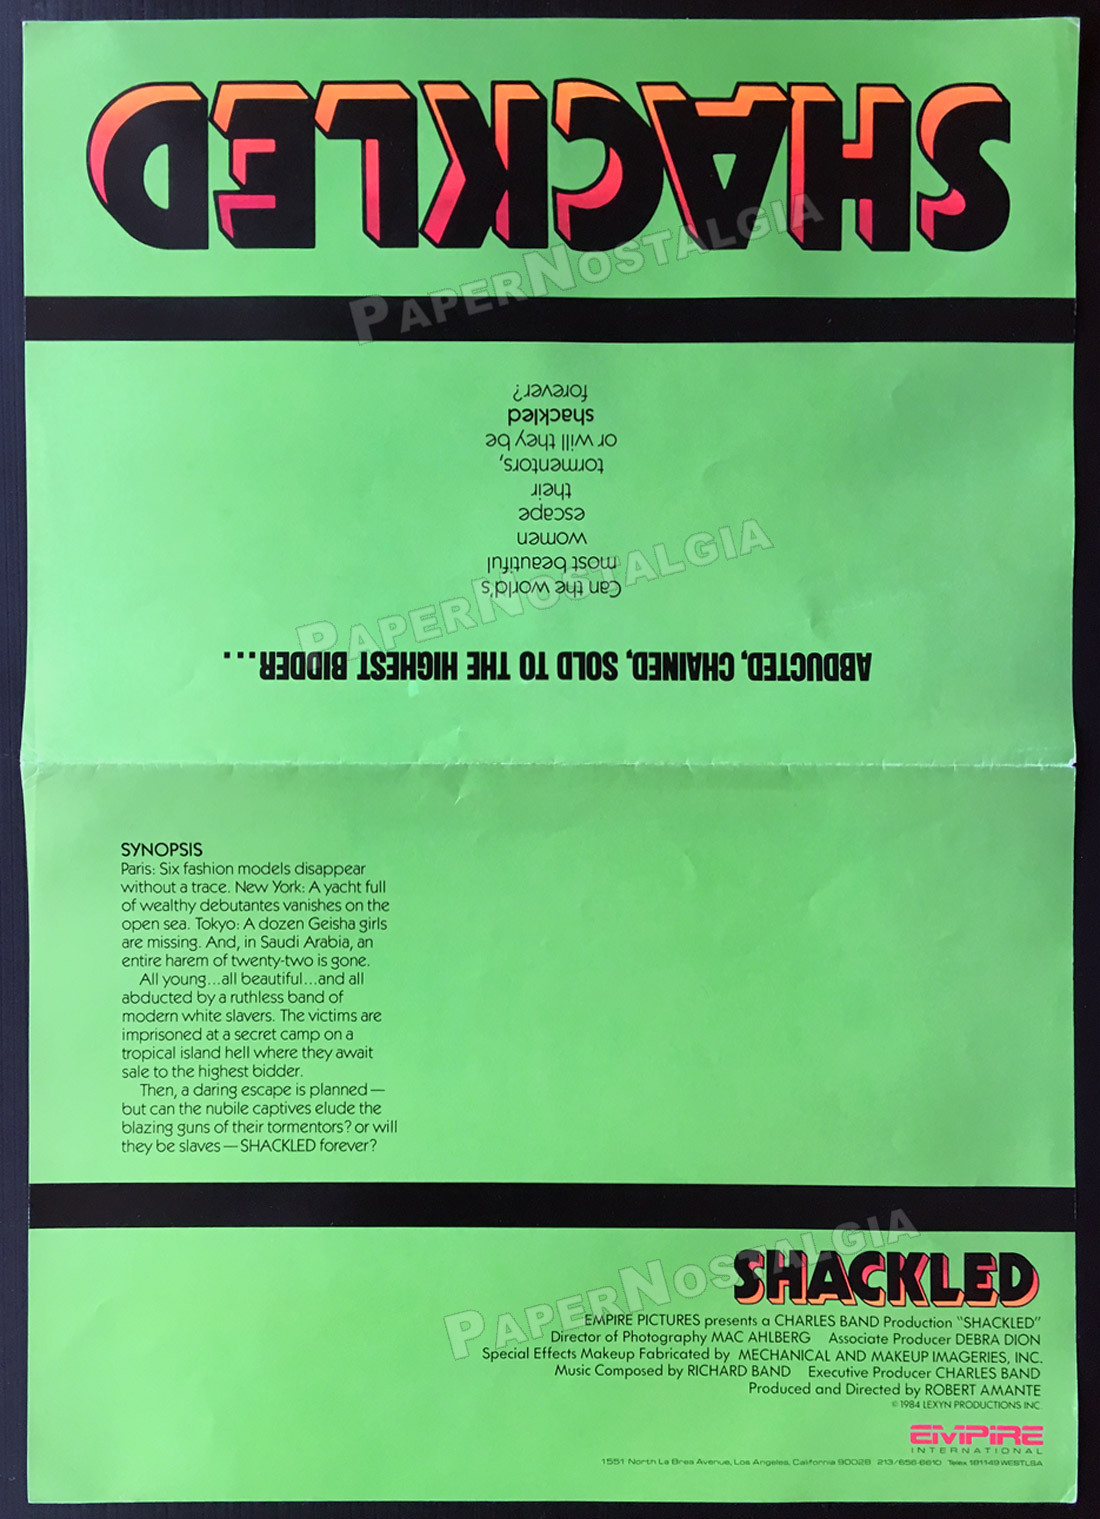 SHACKLED
ABDUCTED, CHAINED, SOLD TO THE HIGHEST BIDDER...
Can the world's
most beautiful
women
escape
their
tormentors,
or will they be
shackled
forever?
PAPERNOSTALGIA
PAPERNOSTALGIA
SYNOPSIS
Paris: Six fashion models disappear
without a trace. New York: A yacht full
of wealthy debutantes vanishes on the
open sea. Tokyo: A dozen Geisha girls
are missing. And, in Saudi Arabia, an
entire harem of twenty-two is gone.
All young...all beautiful...and all
abducted by a ruthless band of
modern white slavers. The victims are
imprisoned at a secret camp on a
tropical island hell where they await
sale to the highest bidder.
Then, a daring escape is planned—
but can the nubile captives elude the
blazing guns of their tormentors? or will
they be slaves—SHACKLED forever?
PAPERNOSTALGIA
SHACKLED
EMPIRE PICTURES presents a CHARLES BAND Production "SHACKLED"
Director of Photography MAC AHLBERG Associate Producer DEBRA DION
Special Effects Makeup Fabricated by MECHANICAL AND MAKEUP IMAGERIES, INC.
Music Composed by RICHARD BAND Executive Producer CHARLES BAND
Produced and Directed by ROBERT AMANTE
©1984 LEXYN PRODUCTIONS INC.
EMPIRE
INTERNATIONAL
1551 North La Brea Avenue, Los Angeles, California 90028 213/656-6610 Telex 181149 WESTLSA